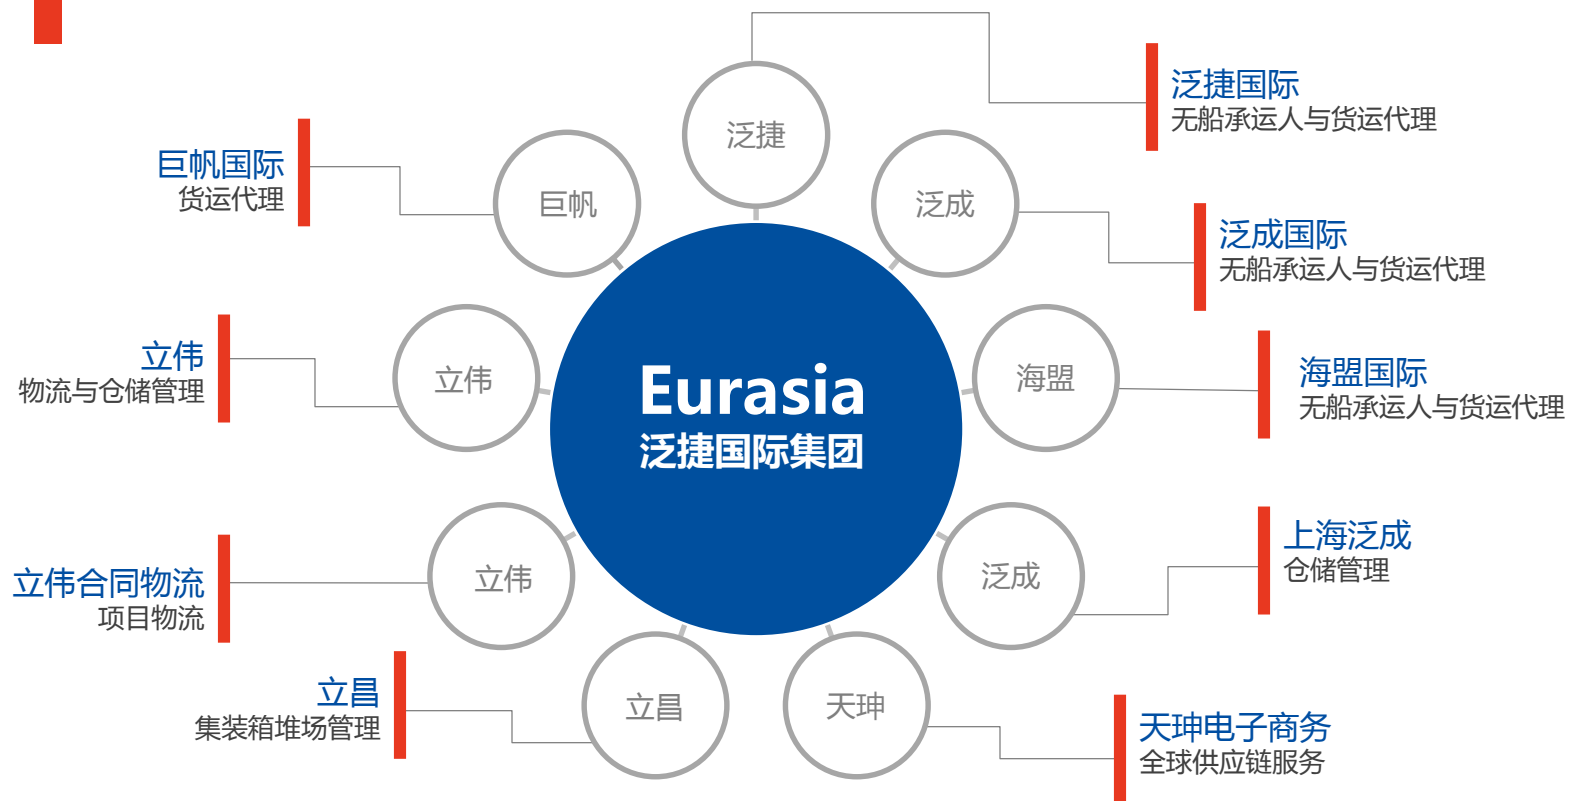 泛捷
泛捷国际
无船承运人与货运代理
巨帆国际
货运代理
巨帆
泛成
泛成国际
无船承运人与货运代理
立伟
物流与仓储管理
立伟
海盟
海盟国际
无船承运人与货运代理
Eurasia
泛捷国际集团
立伟合同物流
项目物流
立伟
泛成
上海泛成
仓储管理
立昌
集装箱堆场管理
立昌
天珅
天珅电子商务
全球供应链服务